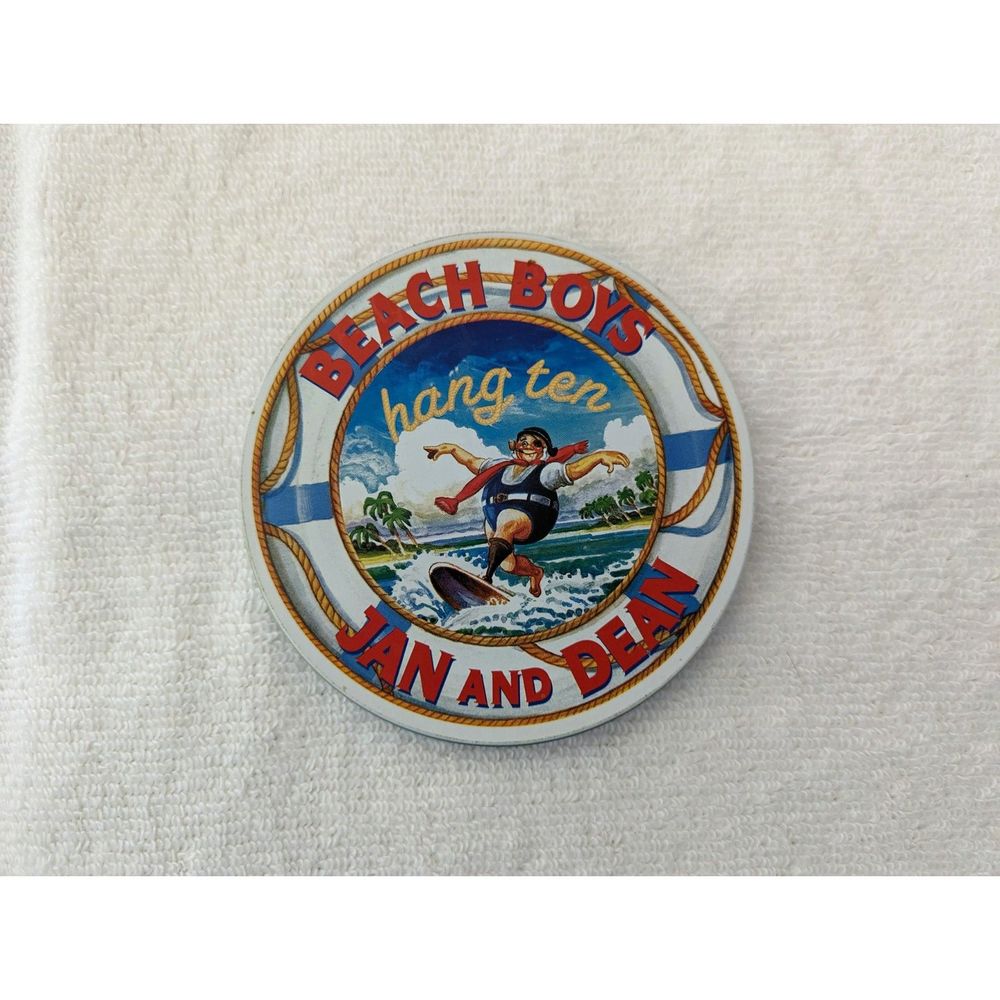 BEACH BOYS
hang ten
JAN AND DEAN